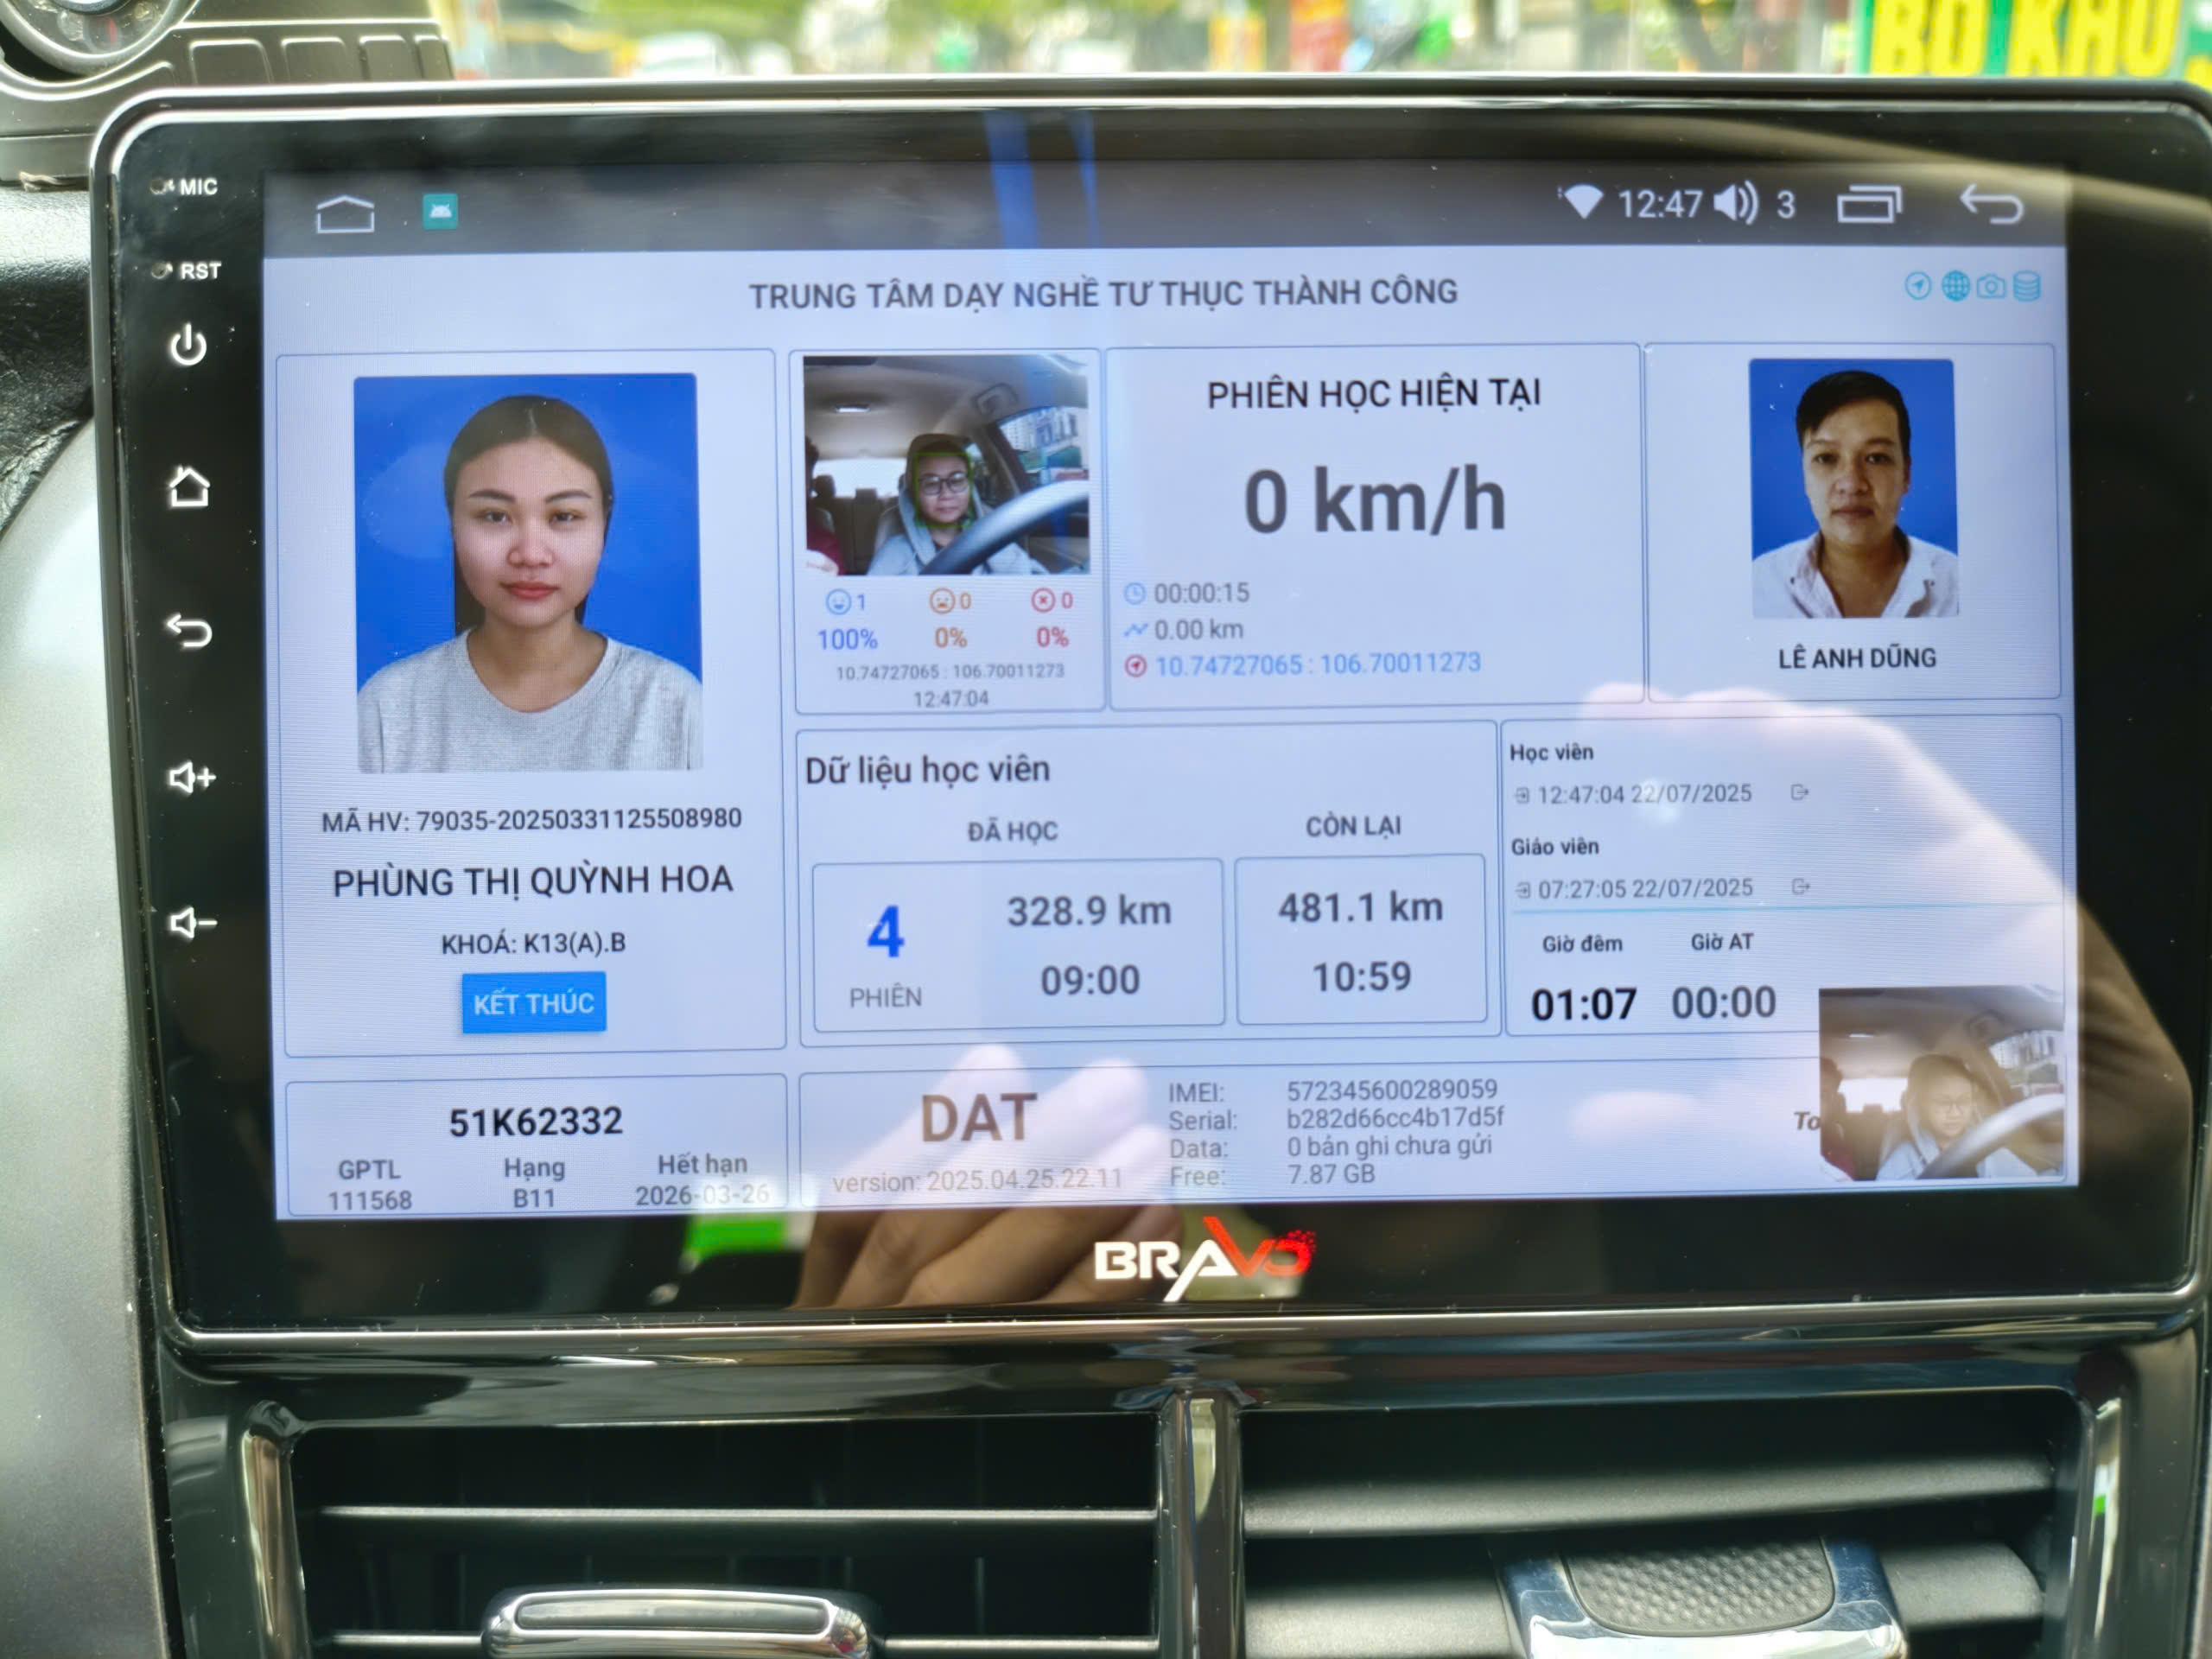 BÒ KHÔ
MIC
RST
12:47 3
TRUNG TÂM DẠY NGHỀ TƯ THỤC THÀNH CÔNG
MÃ HV: 79035-20250331125508980
PHÙNG THỊ QUỲNH HOA
KHOÁ: K13(A).B
KẾT THÚC
1 0 0
100% 0% 0%
10.74727065 : 106.70011273
12:47:04
PHIÊN HỌC HIỆN TẠI
0 km/h
00:00:15
0.00 km
10.74727065 : 106.70011273
LÊ ANH DŨNG
Dữ liệu học viên
ĐÃ HỌC
CÒN LẠI
4
PHIÊN
328.9 km
09:00
481.1 km
10:59
Học viên
12:47:04 22/07/2025
Giáo viên
07:27:05 22/07/2025
Giờ đêm Giờ AT
01:07 00:00
51K62332
GPTL Hạng Hết hạn
111568 B11 2026-03-26
DAT
version: 2025.04.25.22.11
IMEI: 572345600289059
Serial: b282d66cc4b17d5f
Data: 0 bản ghi chưa gửi
Free: 7.87 GB
To
BRAVO